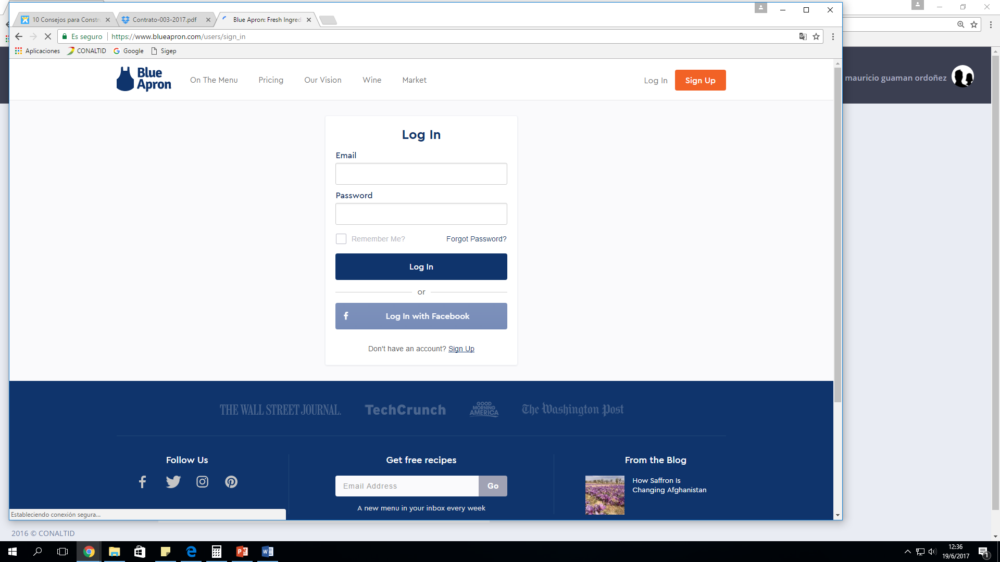 10 Consejos para Constr
Contrato-003-2017.pdf
Blue Apron: Fresh Ingred
Es seguro
https://www.blueapron.com/users/sign_in
Aplicaciones
CONALTID
Google
Sigep
mauricio guaman ordoñez
Blue Apron
On The Menu
Pricing
Our Vision
Wine
Market
Log In
Sign Up
Log In
Email
Password
Remember Me?
Forgot Password?
Log In
or
Log In with Facebook
Don't have an account? Sign Up
THE WALL STREET JOURNAL.
TechCrunch
GOOD
MORNING
AMERICA
The Washington Post
Follow Us
Get free recipes
Email Address
Go
A new menu in your inbox every week
From the Blog
How Saffron Is
Changing Afghanistan
Estableciendo conexión segura...
2016 © CONALTID
12:36
19/6/2017
1